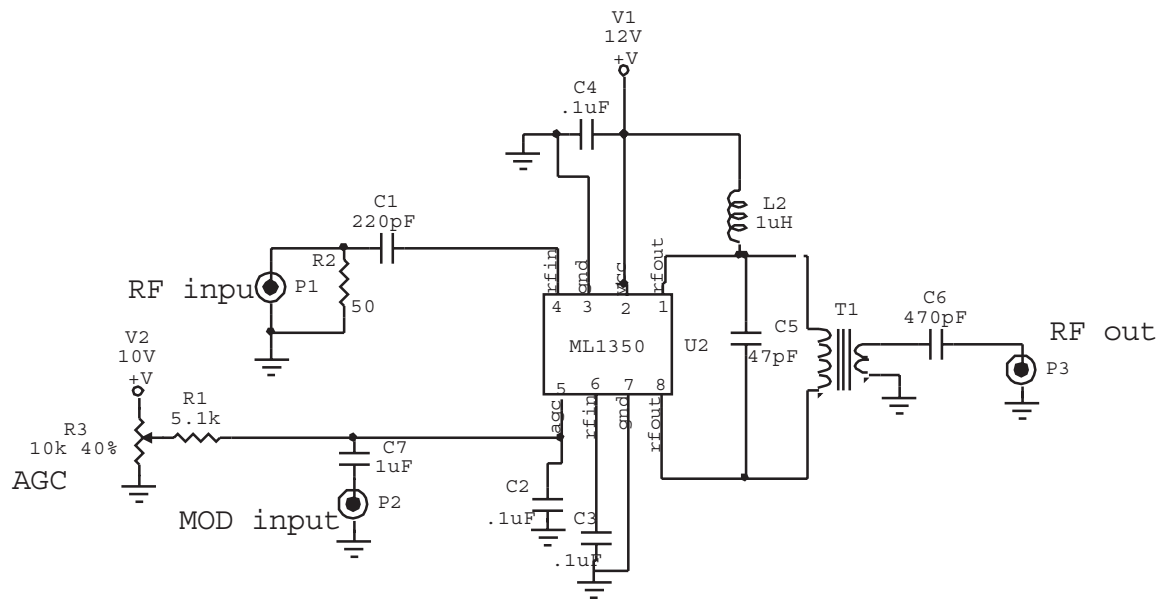 V1
12V
+V
C4
.1uF
L2
1uH
C1
220pF
R2
50
P1
RF inpu
rfin
gnd
vcc
rfout
4
3
2
1
ML1350
U2
C5
47pF
T1
C6
470pF
RF out
P3
V2
10V
+V
R1
5.1k
R3
10k 40%
AGC
5
6
7
8
agc
rfin
gnd
rfout
C7
1uF
P2
MOD input
C2
.1uF
C3
.1uF